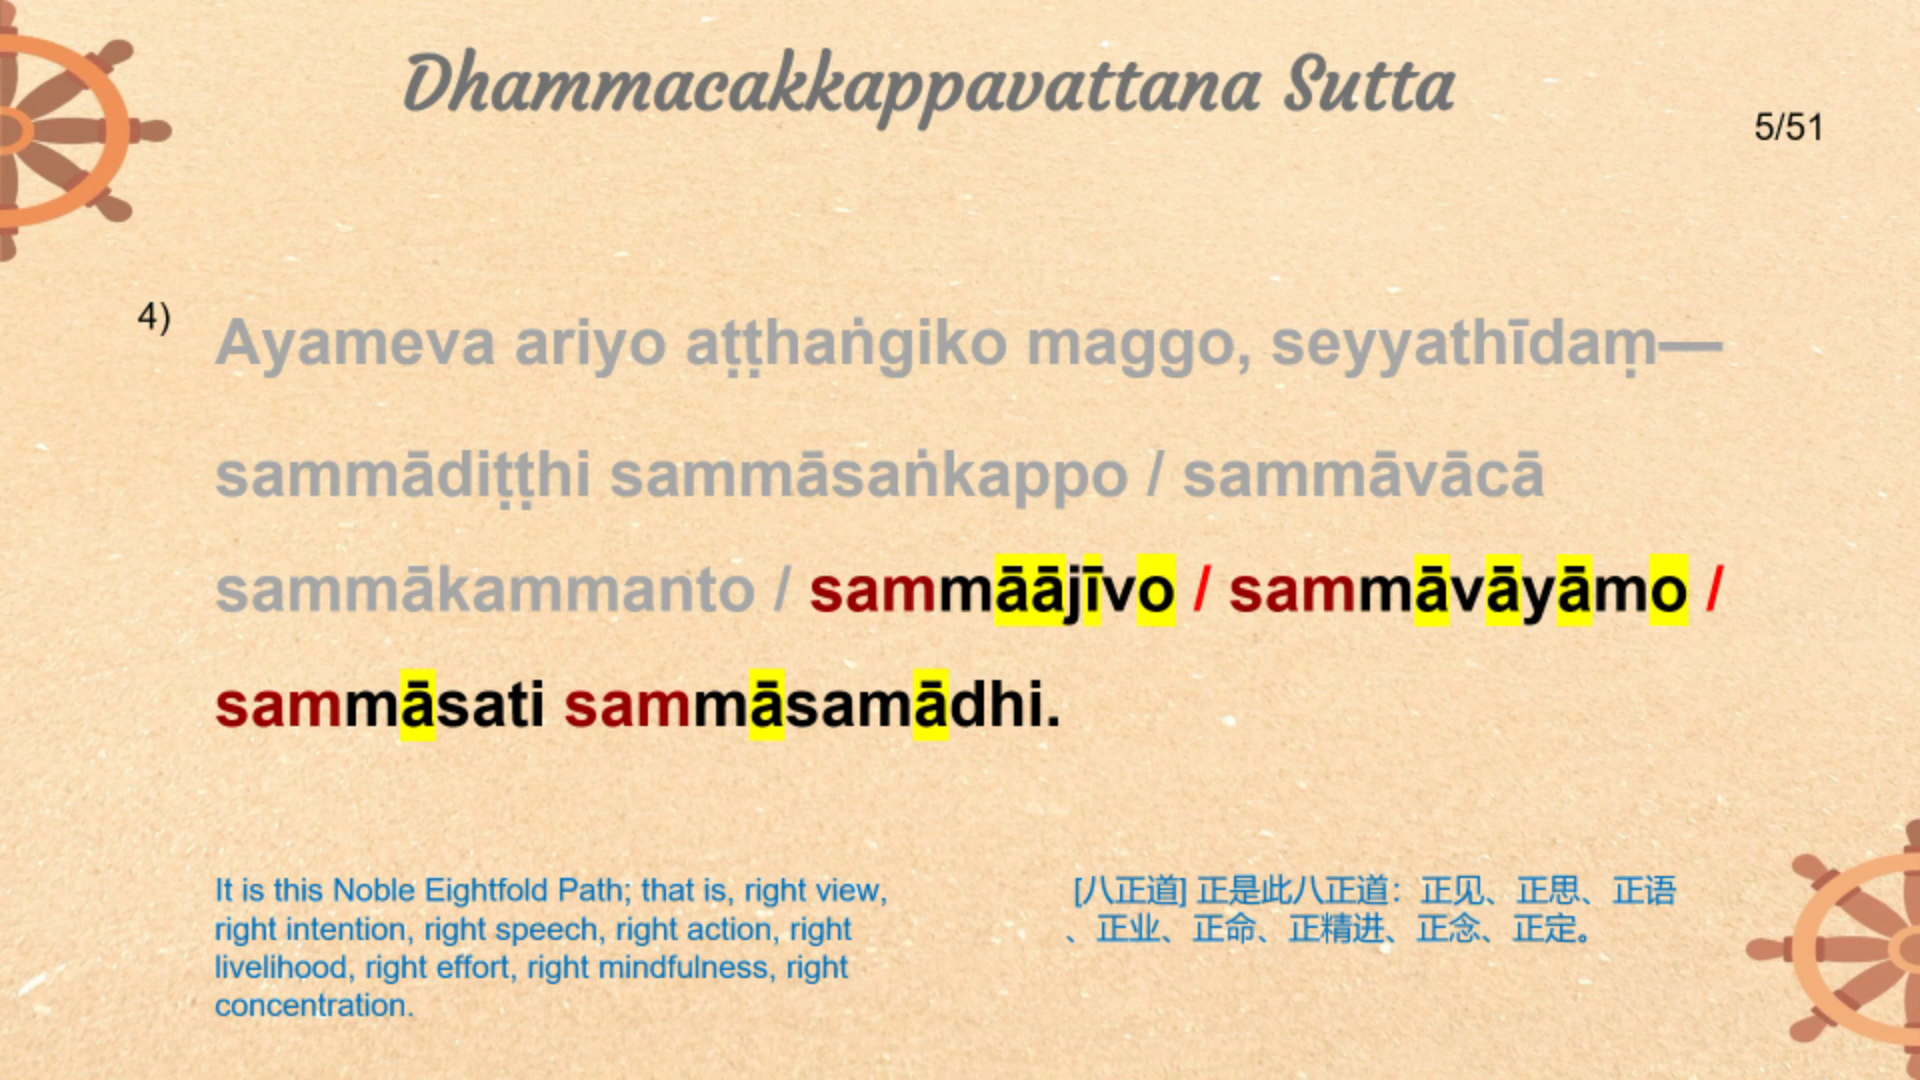 Dhammacakkappavattana Sutta
5/51
4)
Ayameva ariyo aṭṭhaṅgiko maggo, seyyathīdaṃ—
sammādiṭṭhi sammāsaṅkappo / sammāvācā
sammākammanto / sammāājīvo / sammāvāyāmo /
sammāsati sammāsamādhi.
It is this Noble Eightfold Path; that is, right view,
right intention, right speech, right action, right
livelihood, right effort, right mindfulness, right
concentration.
[八正道] 正是此八正道：正见、正思、正语
、正业、正命、正精进、正念、正定。